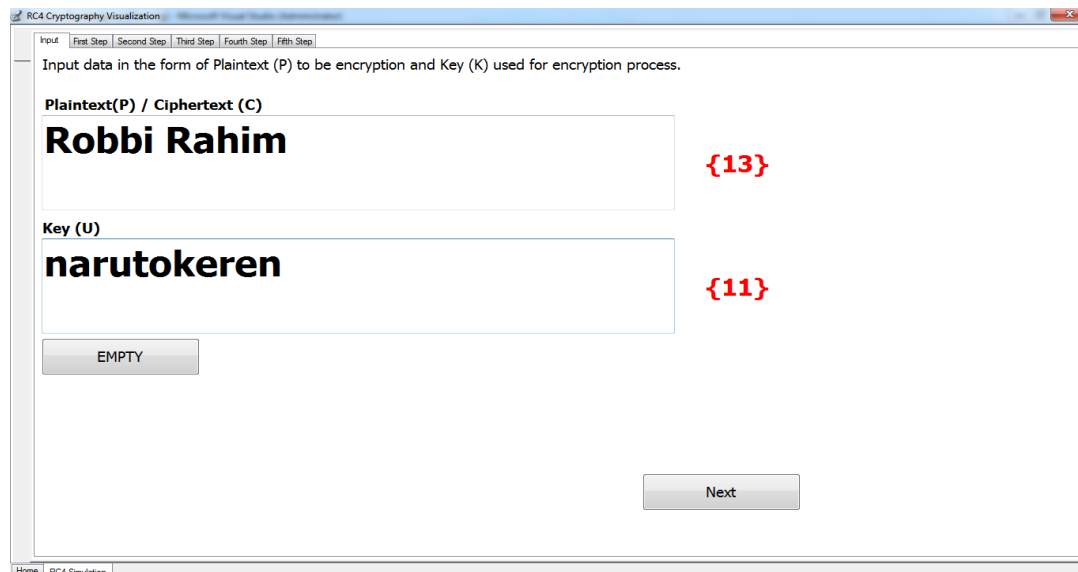 RC4 Cryptography Visualization
Input First Step Second Step Third Step Fourth Step Fifth Step
Input data in the form of Plaintext (P) to be encryption and Key (K) used for encryption process.
Plaintext(P) / Ciphertext (C)
Robbi Rahim
{13}
Key (U)
narutokeren
{11}
EMPTY
Next
Home RC4 Simulation